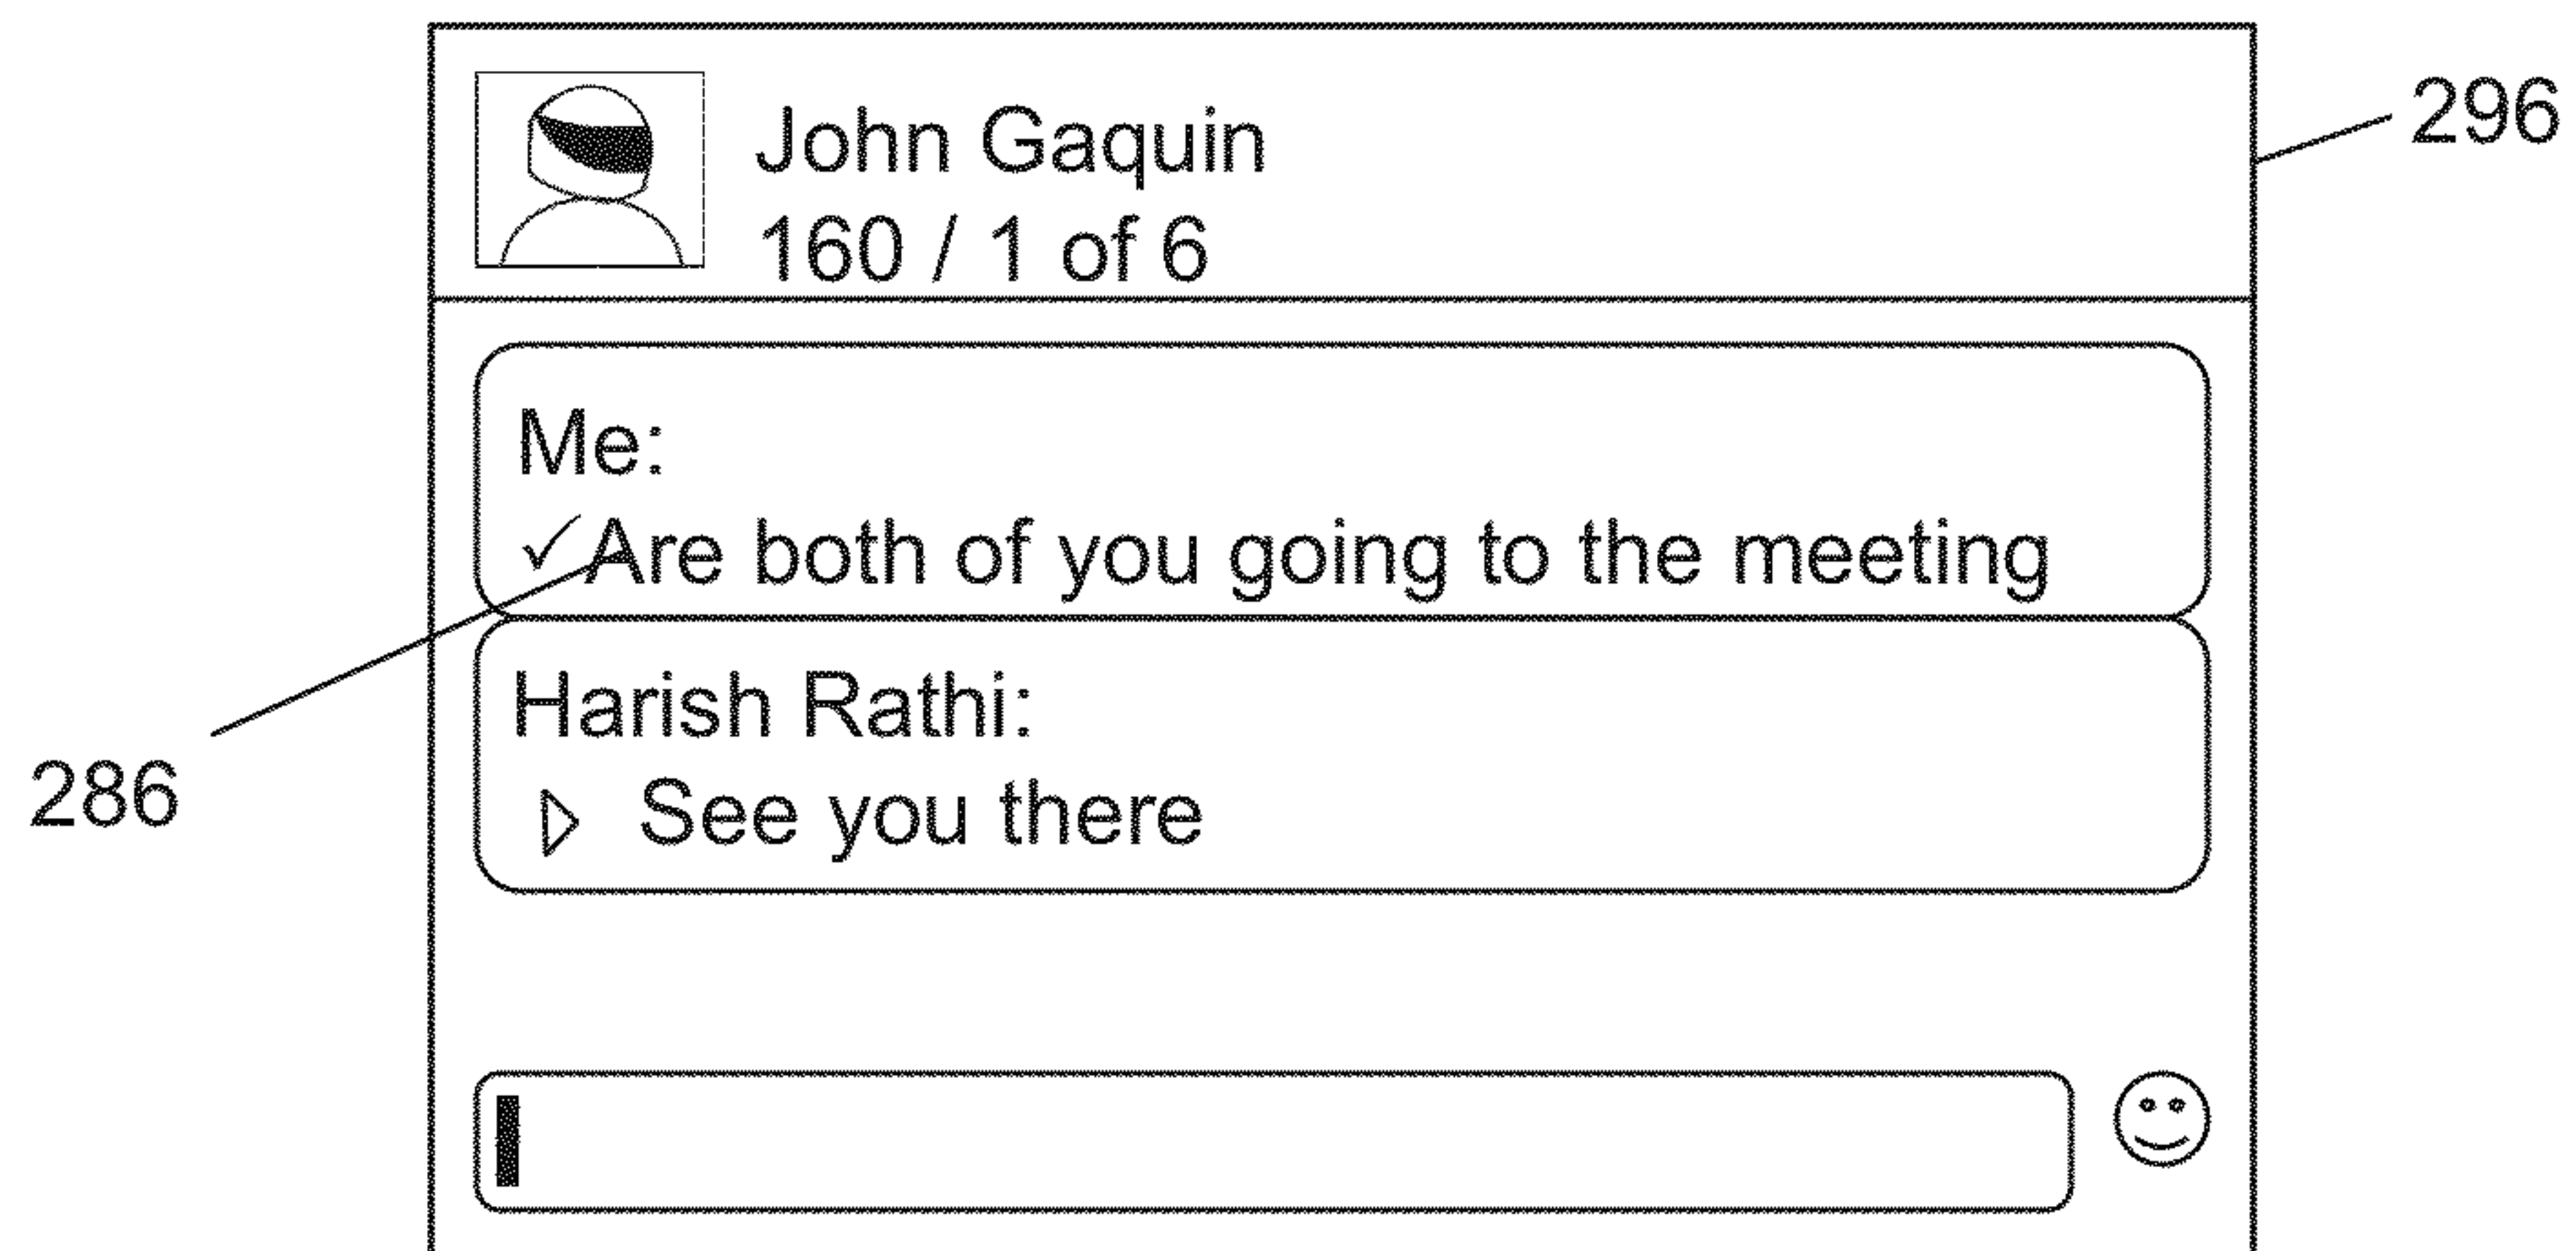 John Gaquin
296
160 / 1 of 6
Me:
✓Are both of you going to the meeting
Harish Rathi:
286
▷ See you there